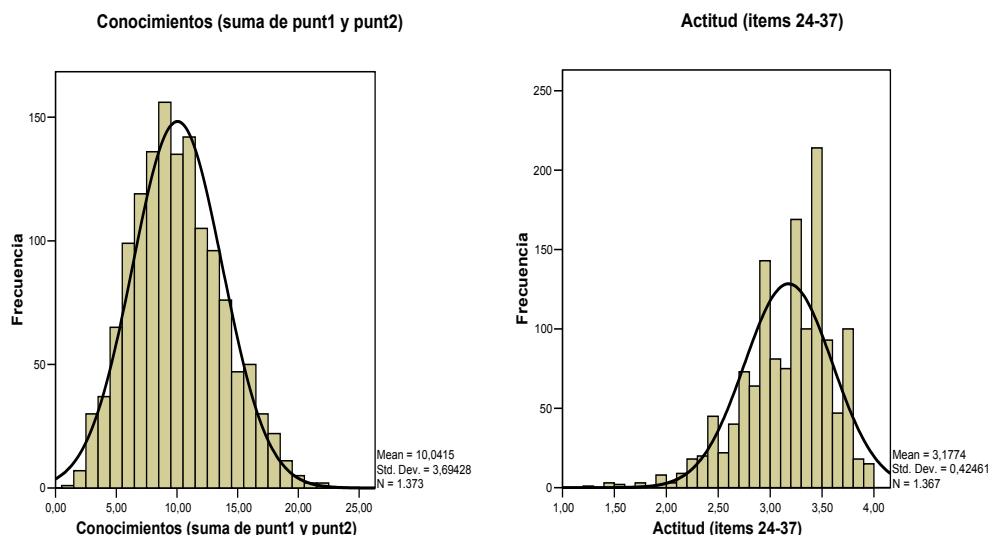 Conocimientos (suma de punt1 y punt2)
Frecuencia
150
100
50
0
0,00
5,00
10,00
15,00
20,00
25,00
Conocimientos (suma de punt1 y punt2)
Mean = 10,0415
Std. Dev. = 3,69428
N = 1.373
Actitud (items 24-37)
Frecuencia
250
200
150
100
50
0
1,00
1,50
2,00
2,50
3,00
3,50
4,00
Actitud (items 24-37)
Mean = 3,1774
Std. Dev. = 0,42461
N = 1.367